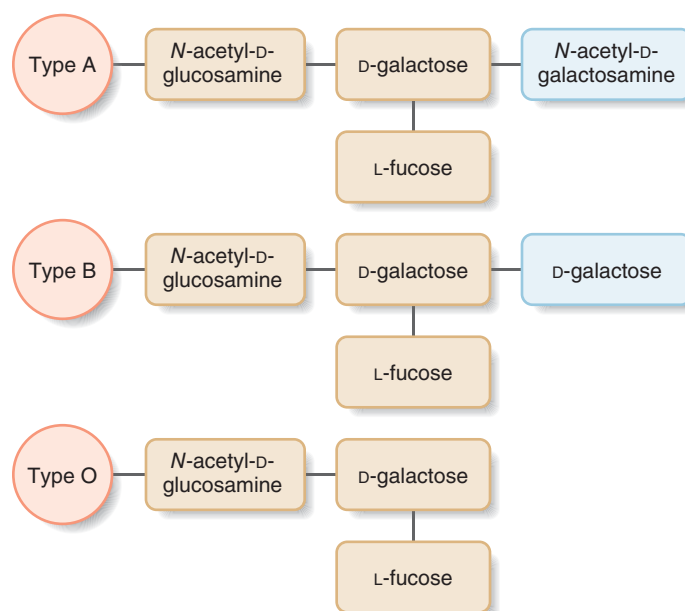 Type A
N-acetyl-D-
glucosamine
D-galactose
N-acetyl-D-
galactosamine
L-fucose
Type B
N-acetyl-D-
glucosamine
D-galactose
D-galactose
L-fucose
Type O
N-acetyl-D-
glucosamine
D-galactose
L-fucose